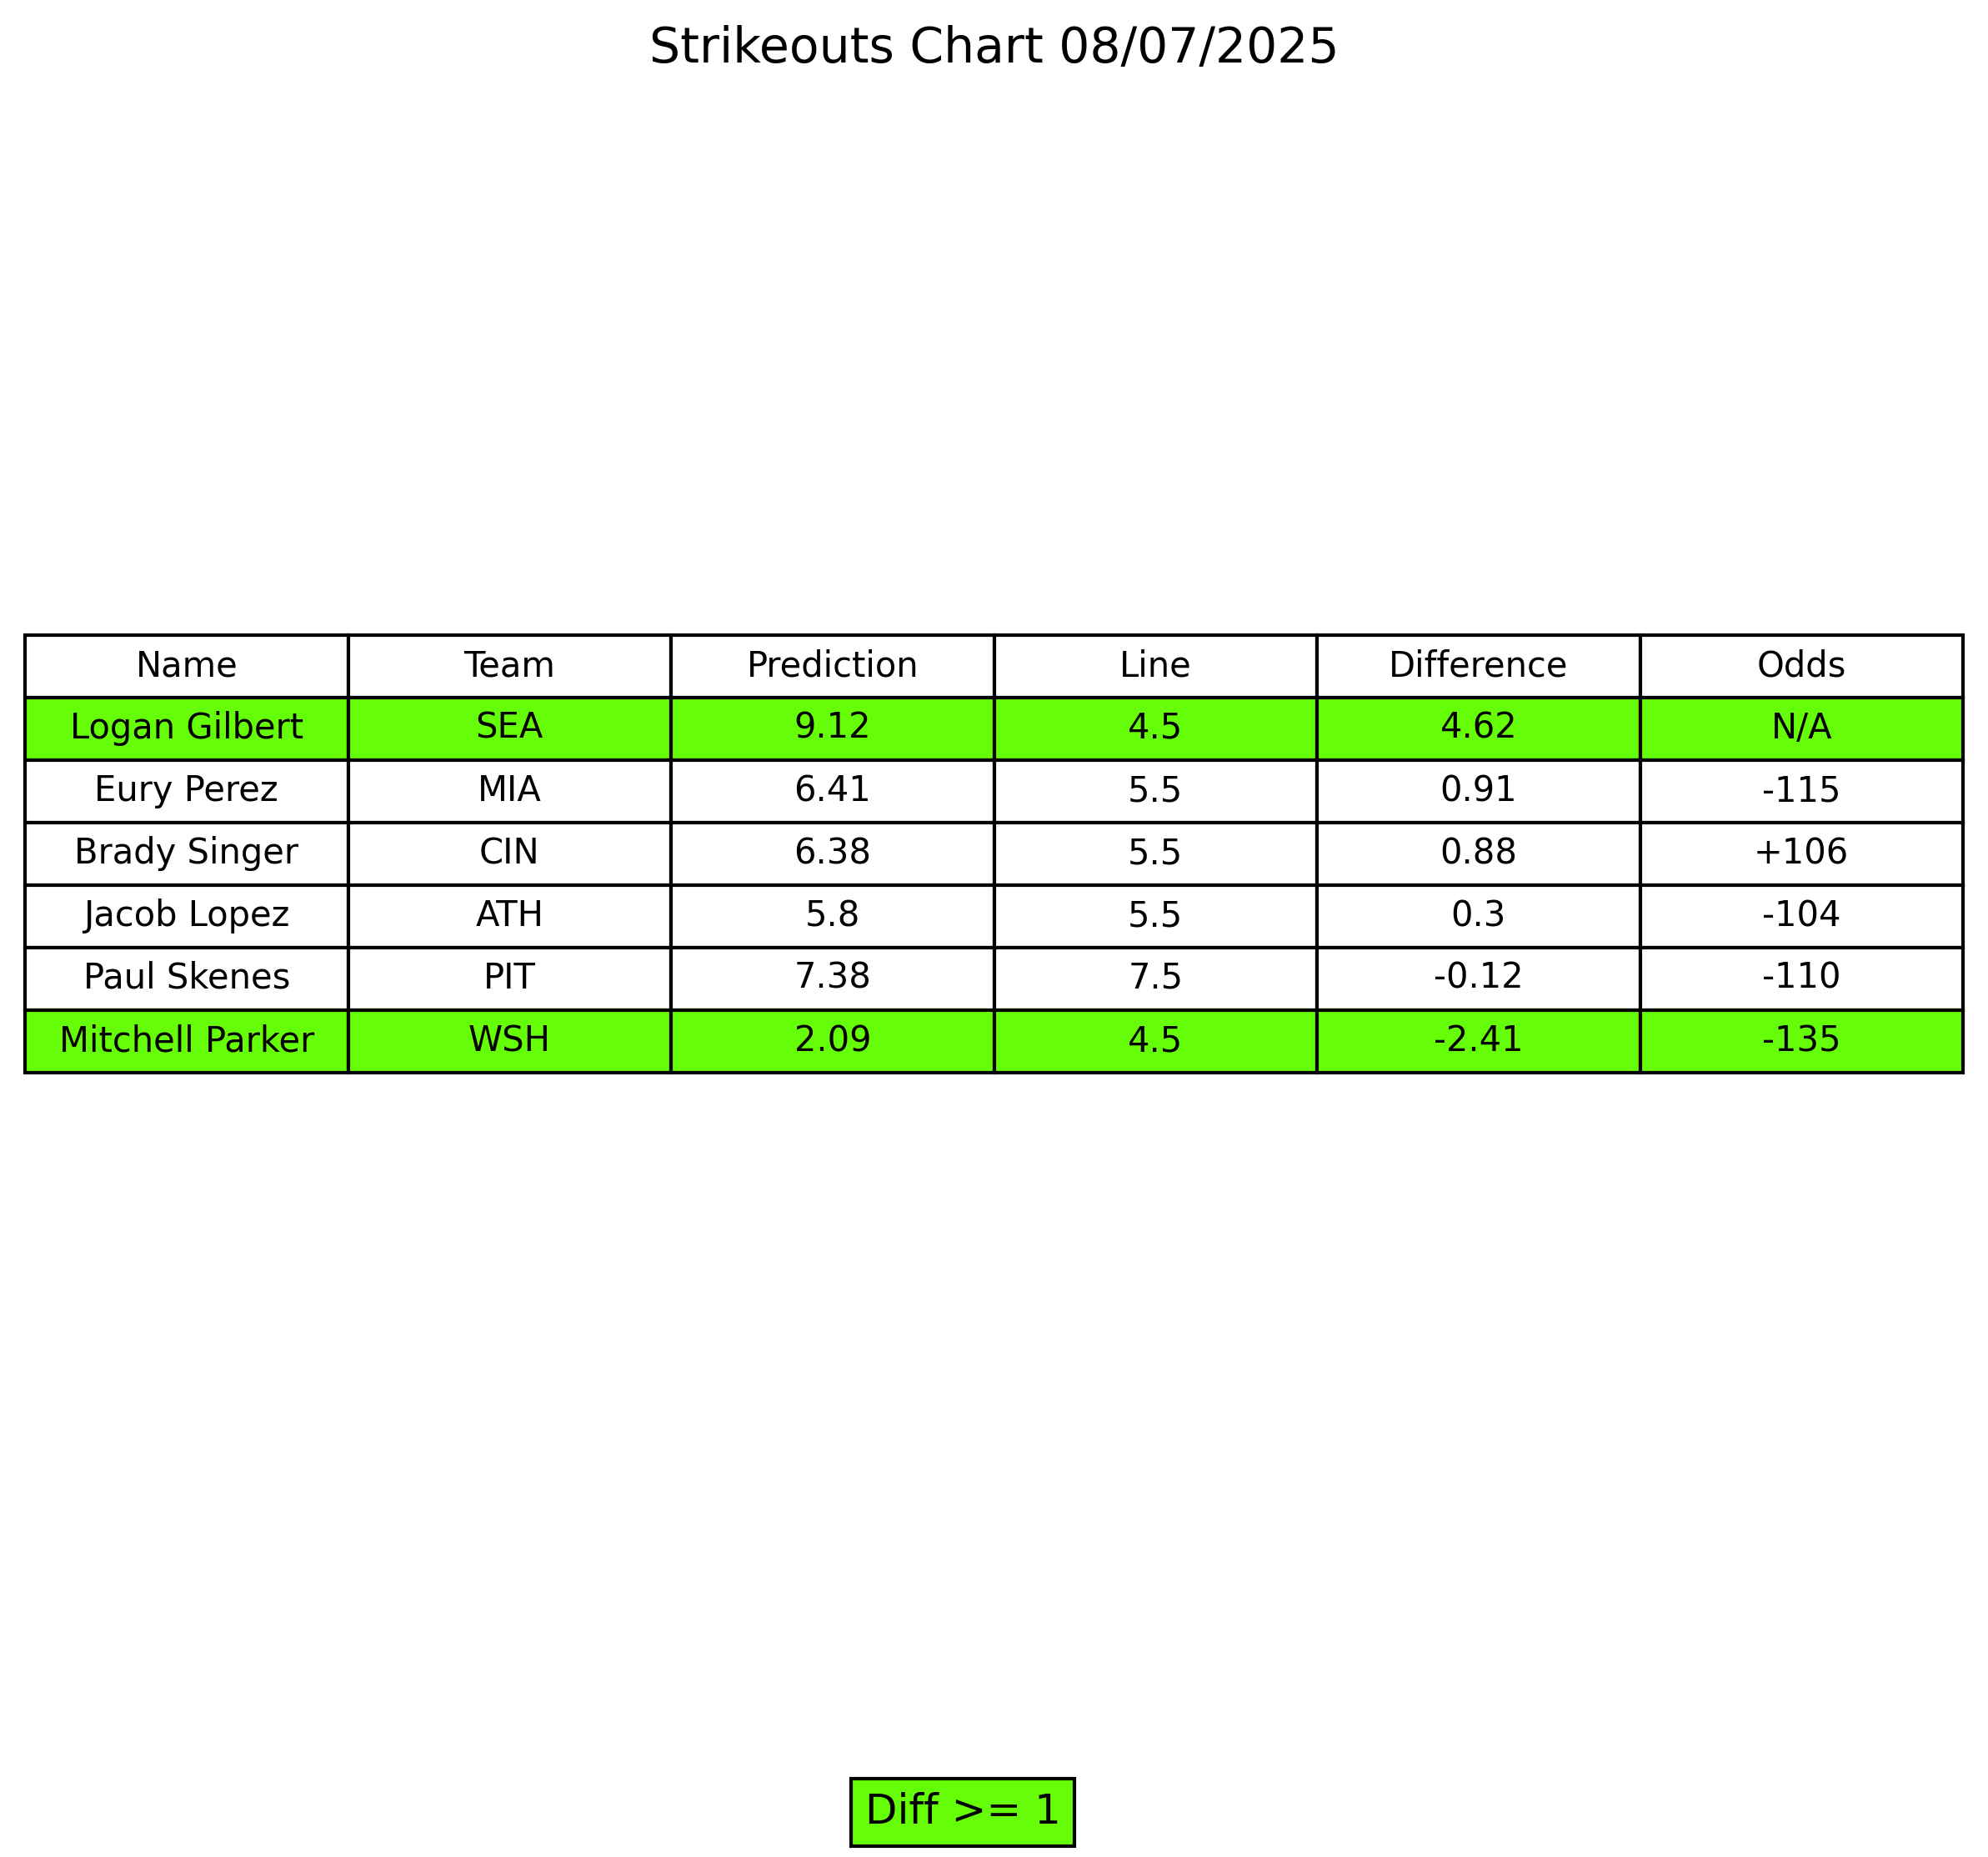 Strikeouts Chart 08/07/2025
Name Team Prediction Line Difference Odds
Logan Gilbert SEA 9.12 4.5 4.62 N/A
Eury Perez MIA 6.41 5.5 0.91 -115
Brady Singer CIN 6.38 5.5 0.88 +106
Jacob Lopez ATH 5.8 5.5 0.3 -104
Paul Skenes PIT 7.38 7.5 -0.12 -110
Mitchell Parker WSH 2.09 4.5 -2.41 -135
Diff >= 1